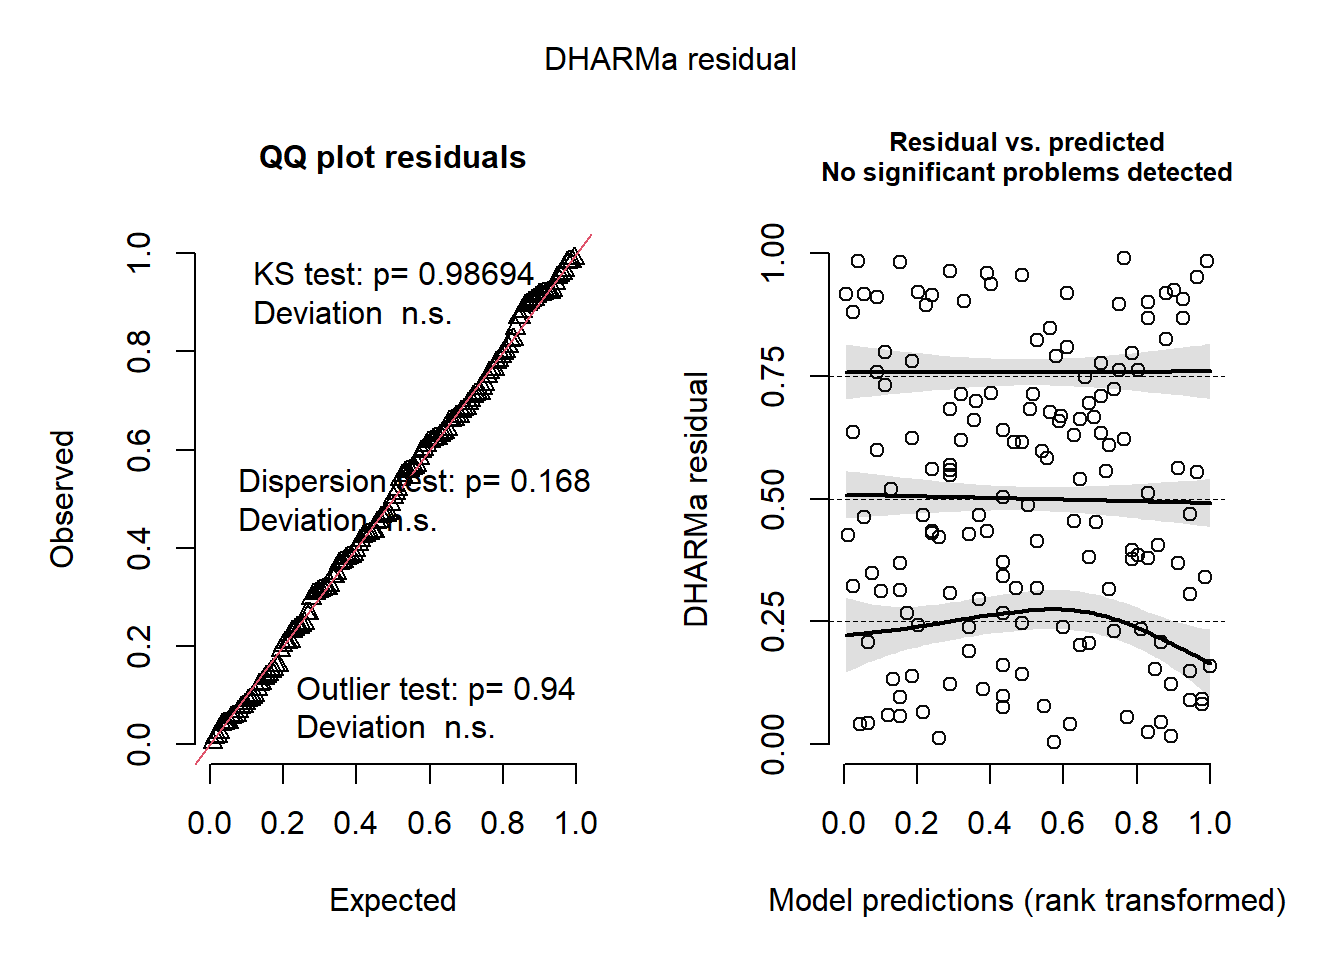 DHARMa residual
QQ plot residuals
KS test: p= 0.98694
Deviation  n.s.
Dispersion test: p= 0.168
Deviation  n.s.
Outlier test: p= 0.94
Deviation  n.s.
Observed
0.0 0.2 0.4 0.6 0.8 1.0
0.0 0.2 0.4 0.6 0.8 1.0
Expected
Residual vs. predicted
No significant problems detected
DHARMa residual
0.00 0.25 0.50 0.75 1.00
0.0 0.2 0.4 0.6 0.8 1.0
Model predictions (rank transformed)